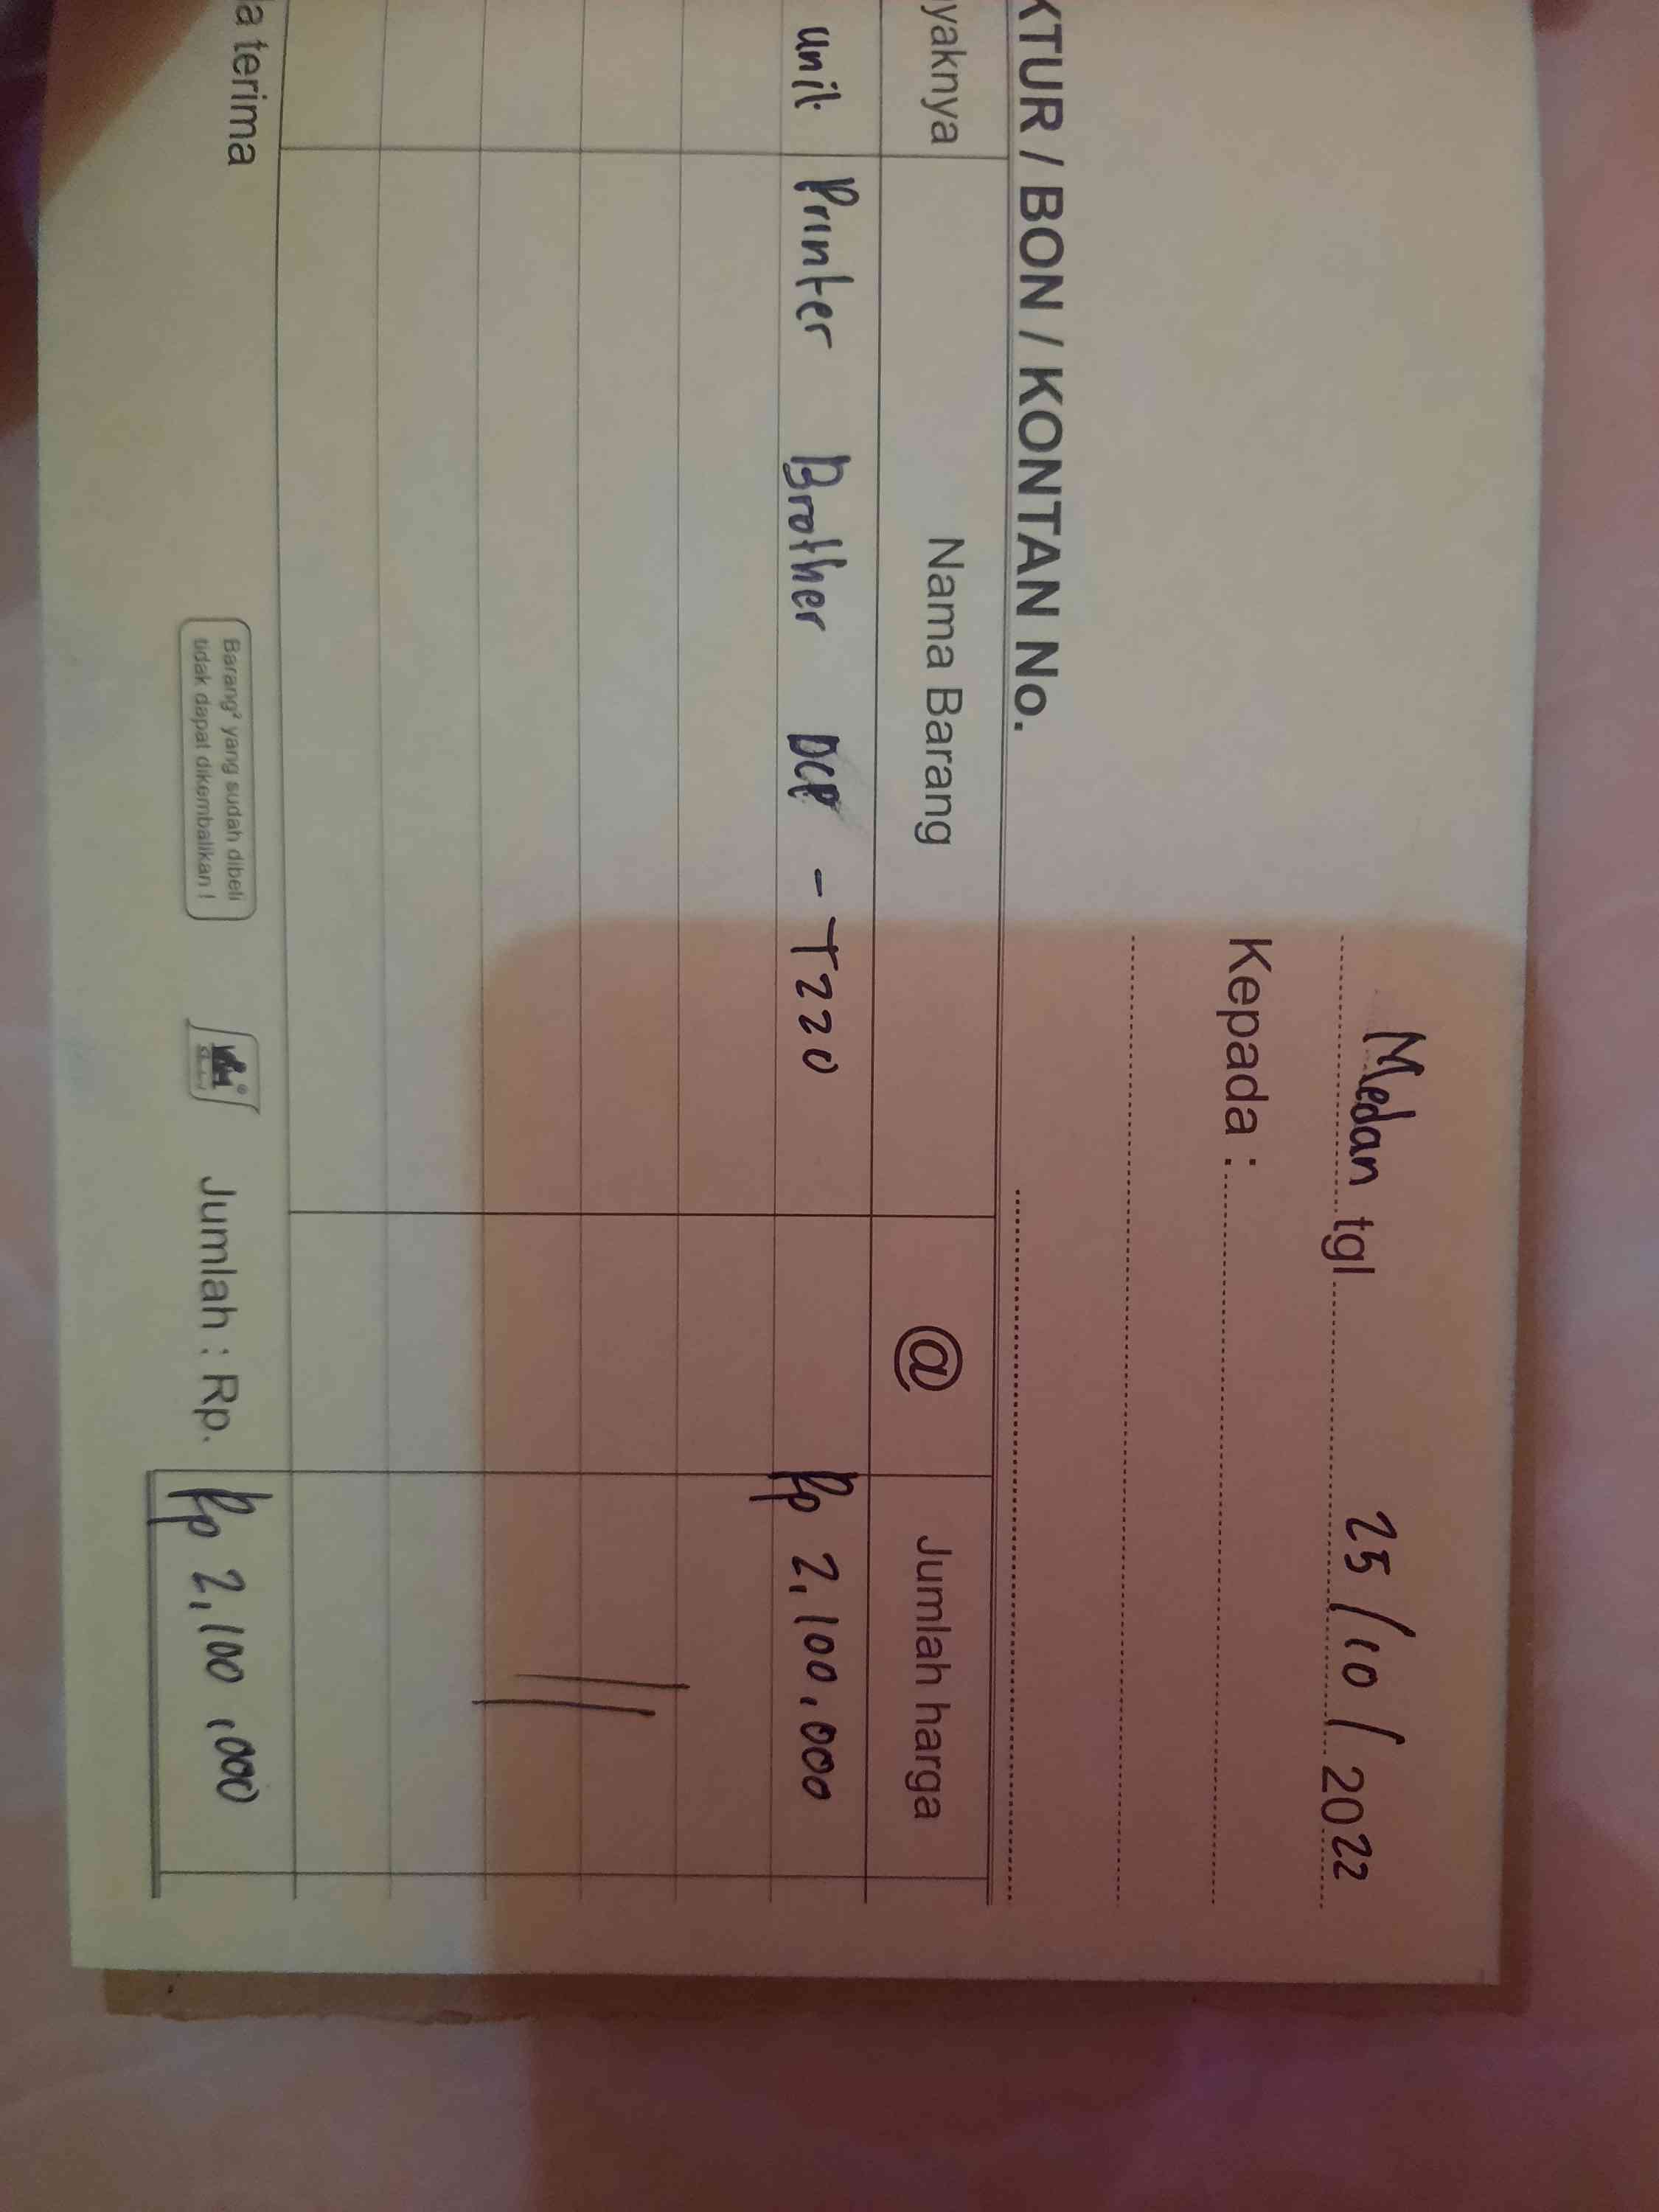 Medan tgl 25/10/2022
Kepada :
KTUR / BON / KONTAN No.
yaknya Nama Barang @ Jumlah harga
unit Printer Brother DCP - T220 Rp 2,100.000
a terima
Barang² yang sudah dibeli
tidak dapat dikembalikan !
Jumlah : Rp. Rp 2,100,000